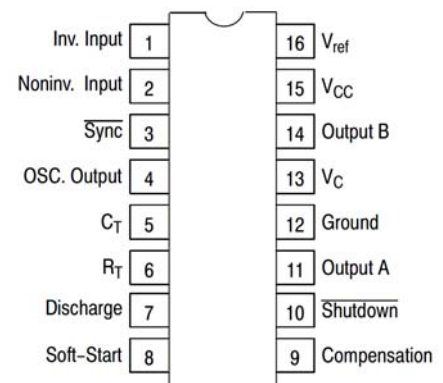 Inv. Input 1 16 Vref
Noninv. Input 2 15 VCC
Sync 3 14 Output B
OSC. Output 4 13 VC
CT 5 12 Ground
RT 6 11 Output A
Discharge 7 10 Shutdown
Soft-Start 8 9 Compensation